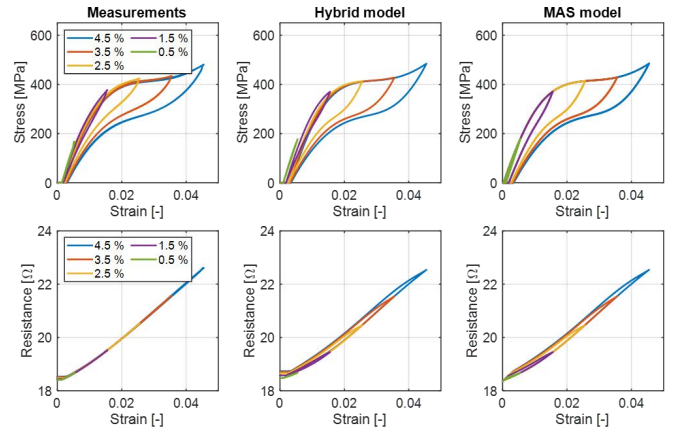 Measurements
Hybrid model
MAS model
Stress [MPa]
600
400
200
0
4.5 % 1.5 %
3.5 % 0.5 %
2.5 %
0 0.02 0.04
Strain [-]
Stress [MPa]
600
400
200
0
0 0.02 0.04
Strain [-]
Stress [MPa]
600
400
200
0
0 0.02 0.04
Strain [-]
Resistance [Ω]
24
22
20
18
4.5 % 1.5 %
3.5 % 0.5 %
2.5 %
0 0.02 0.04
Strain [-]
Resistance [Ω]
24
22
20
18
0 0.02 0.04
Strain [-]
Resistance [Ω]
24
22
20
18
0 0.02 0.04
Strain [-]